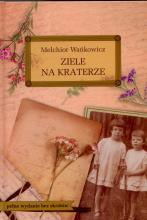 Melchior Wańkowicz
ZIELE
NA KRATERZE
pełne wydanie bez skrótów